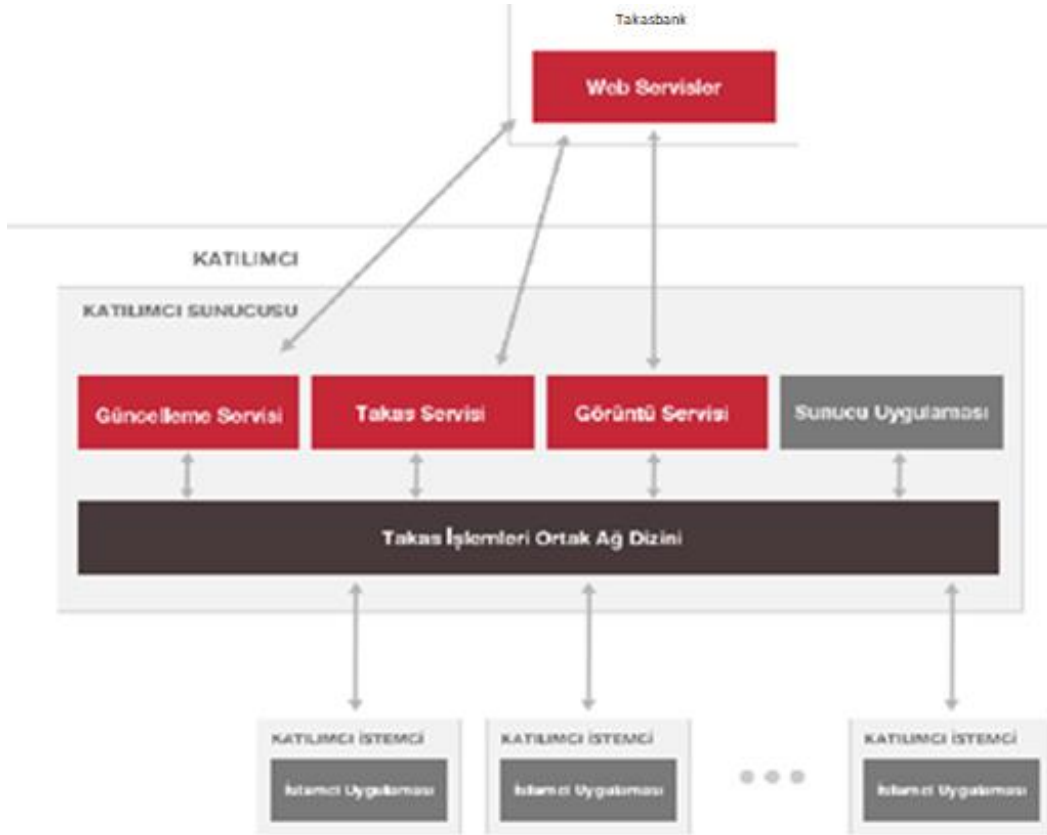 Takasbank
Web Servisler
KATILIMCI
KATILIMCI SUNUCUSU
Güncelleme Servisi
Takas Servisi
Görüntü Servisi
Sunucu Uygulaması
Takas İşlemleri Ortak Ağ Dizini
KATILIMCI İSTEMCİ
KATILIMCI İSTEMCİ
KATILIMCI İSTEMCİ
İstemci Uygulaması
İstemci Uygulaması
İstemci Uygulaması